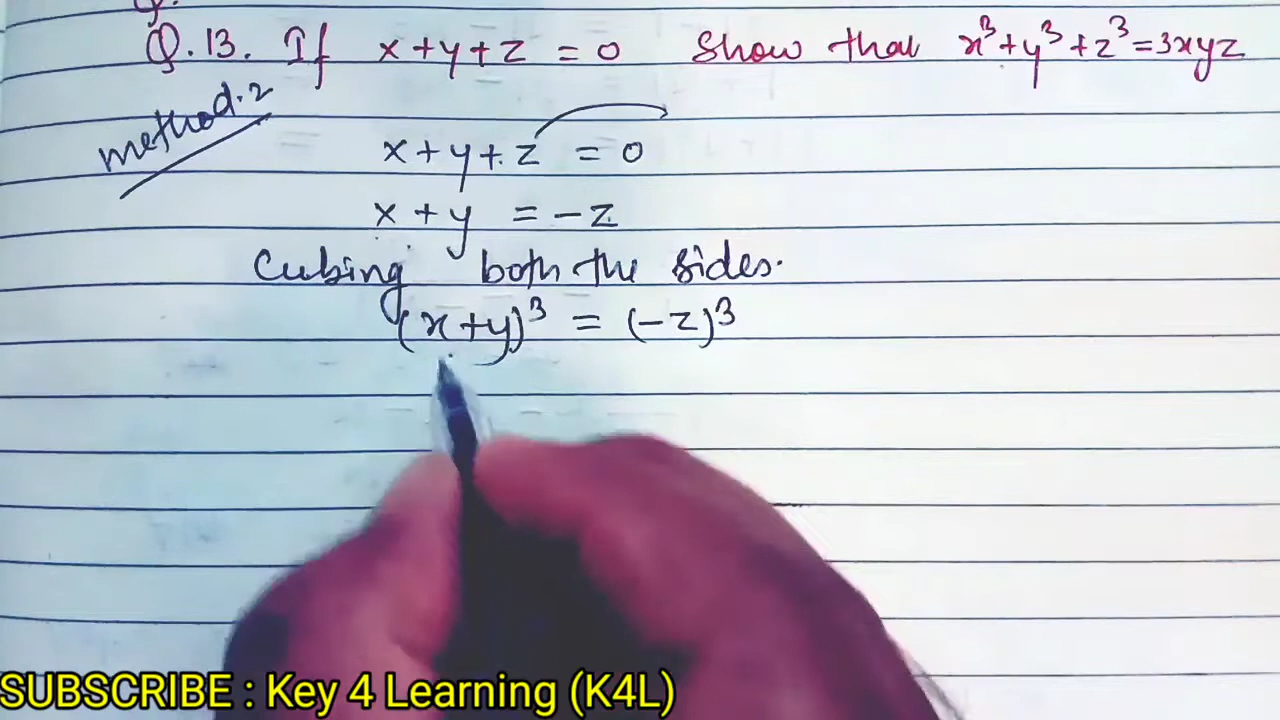 Q.13. If x+y+z = 0 Show that x³+y³+z³=3xyz
method.2
x+y+z = 0
x+y = -z
Cubing both the sides.
(x+y)³ = (-z)³
SUBSCRIBE : Key 4 Learning (K4L)